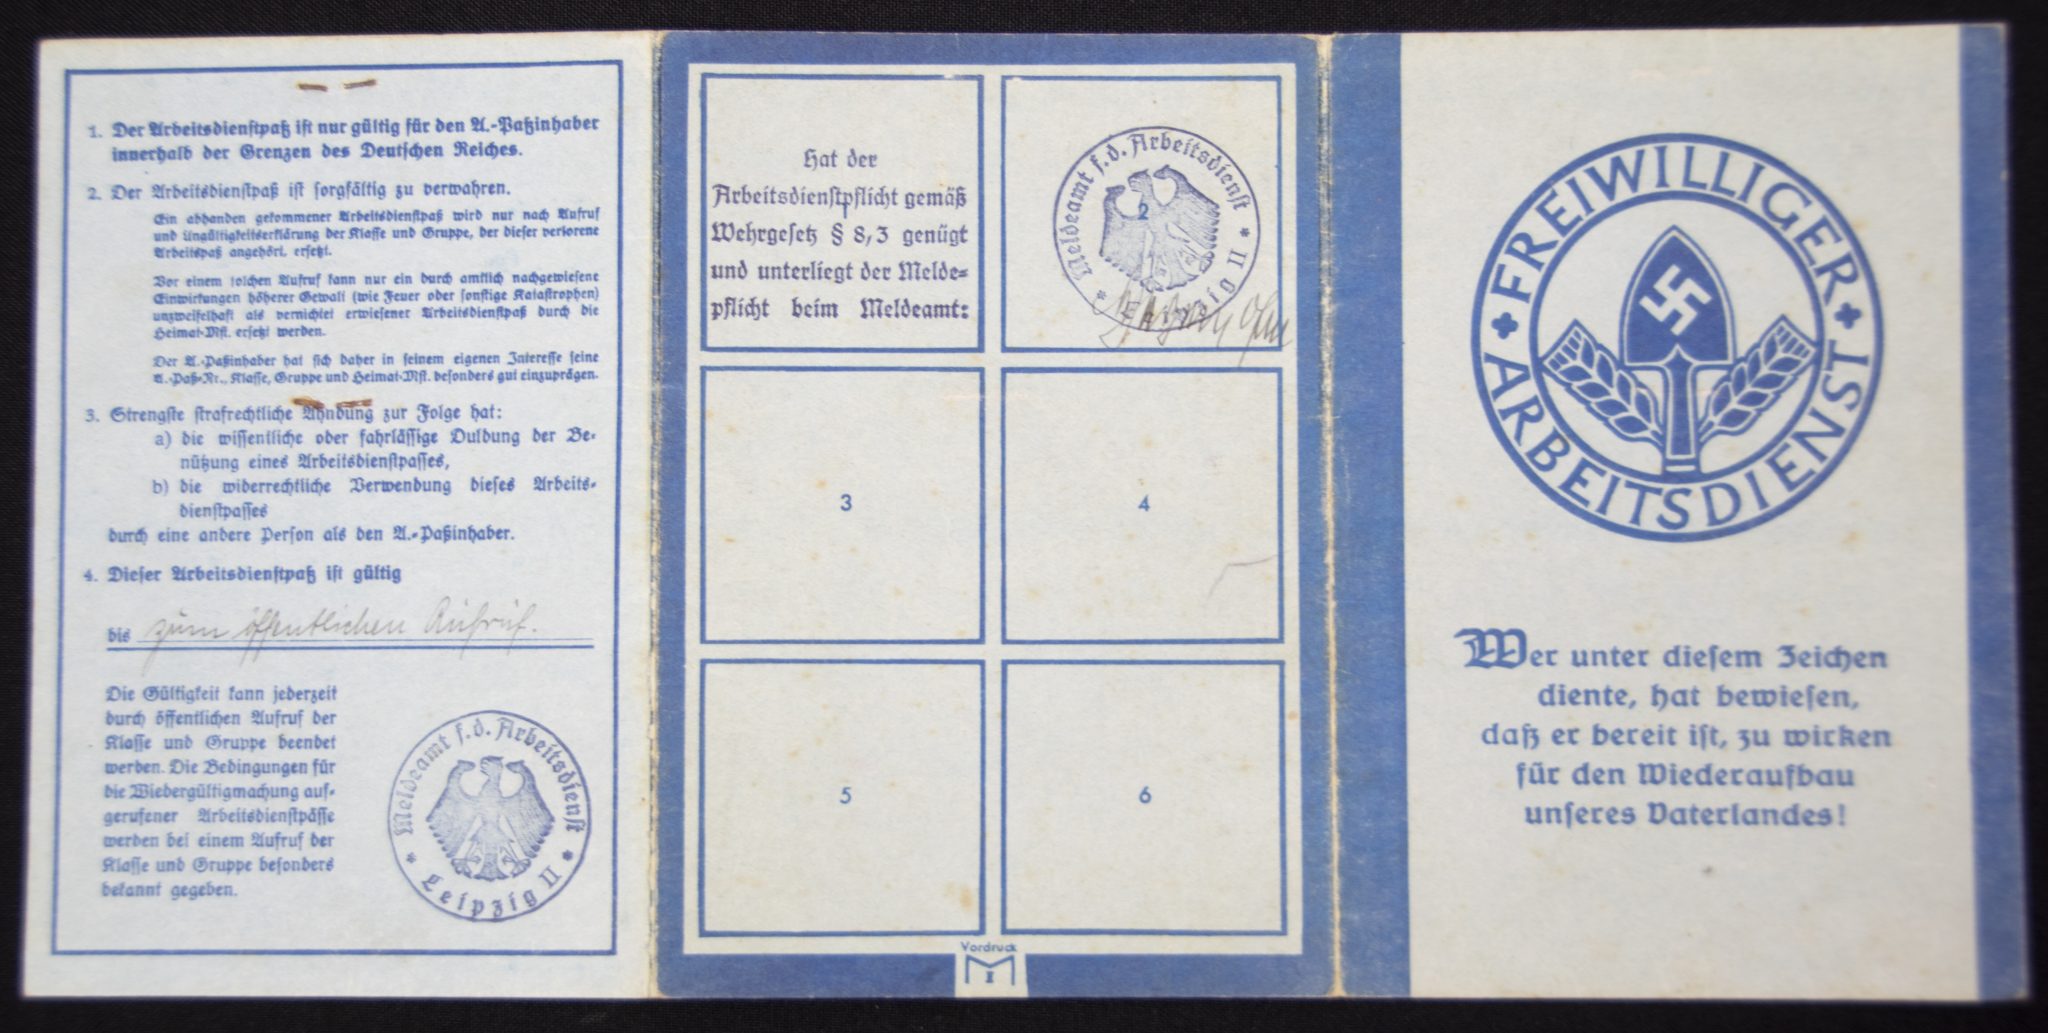 1. Der Arbeitsdienstpaß ist nur gültig für den A.-Paßinhaber
innerhalb der Grenzen des Deutschen Reiches.
2. Der Arbeitsdienstpaß ist sorgfältig zu verwahren.
Ein abhanden gekommener Arbeitsdienstpaß wird nur nach Aufruf
und Ungültigkeitserklärung der Klasse und Gruppe, der dieser verlorene
Arbeitspaß angehört, ersetzt.
Vor einem solchen Aufruf kann nur ein durch amtlich nachgewiesene
Einwirkungen höherer Gewalt (wie Feuer oder sonstige Katastrophen)
unzweifelhaft als vernichtet erwiesener Arbeitsdienstpaß durch die
Heimat-Mst. ersetzt werden.
Der A.-Paßinhaber hat sich daher in seinem eigenen Interesse seine
A.-Paß-Nr., Klasse, Gruppe und Heimat-Mst. besonders gut einzuprägen.
3. Strengste strafrechtliche Ahndung zur Folge hat:
a) die wissentliche oder fahrlässige Duldung der Be-
nützung eines Arbeitsdienstpasses,
b) die widerrechtliche Verwendung dieses Arbeits-
dienstpasses
durch eine andere Person als den A.-Paßinhaber.
4. Dieser Arbeitsdienstpaß ist gültig
bis zum öffentlichen Aufruf.
Die Gültigkeit kann jederzeit
durch öffentlichen Aufruf der
Klasse und Gruppe beendet
werden. Die Bedingungen für
die Wiedergültigmachung auf-
gerufener Arbeitsdienstpässe
werden bei einem Aufruf der
Klasse und Gruppe besonders
bekannt gegeben.
Meldeamt f. d. Arbeitsdienst
* Leipzig II *
Hat der
Arbeitsdienstpflicht gemäß
Wehrgesetz § 8,3 genügt
und unterliegt der Melde-
pflicht beim Meldeamt:
2
Meldeamt f. d. Arbeitsdienst
* Leipzig II *
3
4
5
6
Vordruck
M
I
FREIWILLIGER
ARBEITSDIENST
Wer unter diesem Zeichen
diente, hat bewiesen,
daß er bereit ist, zu wirken
für den Wiederaufbau
unseres Vaterlandes!